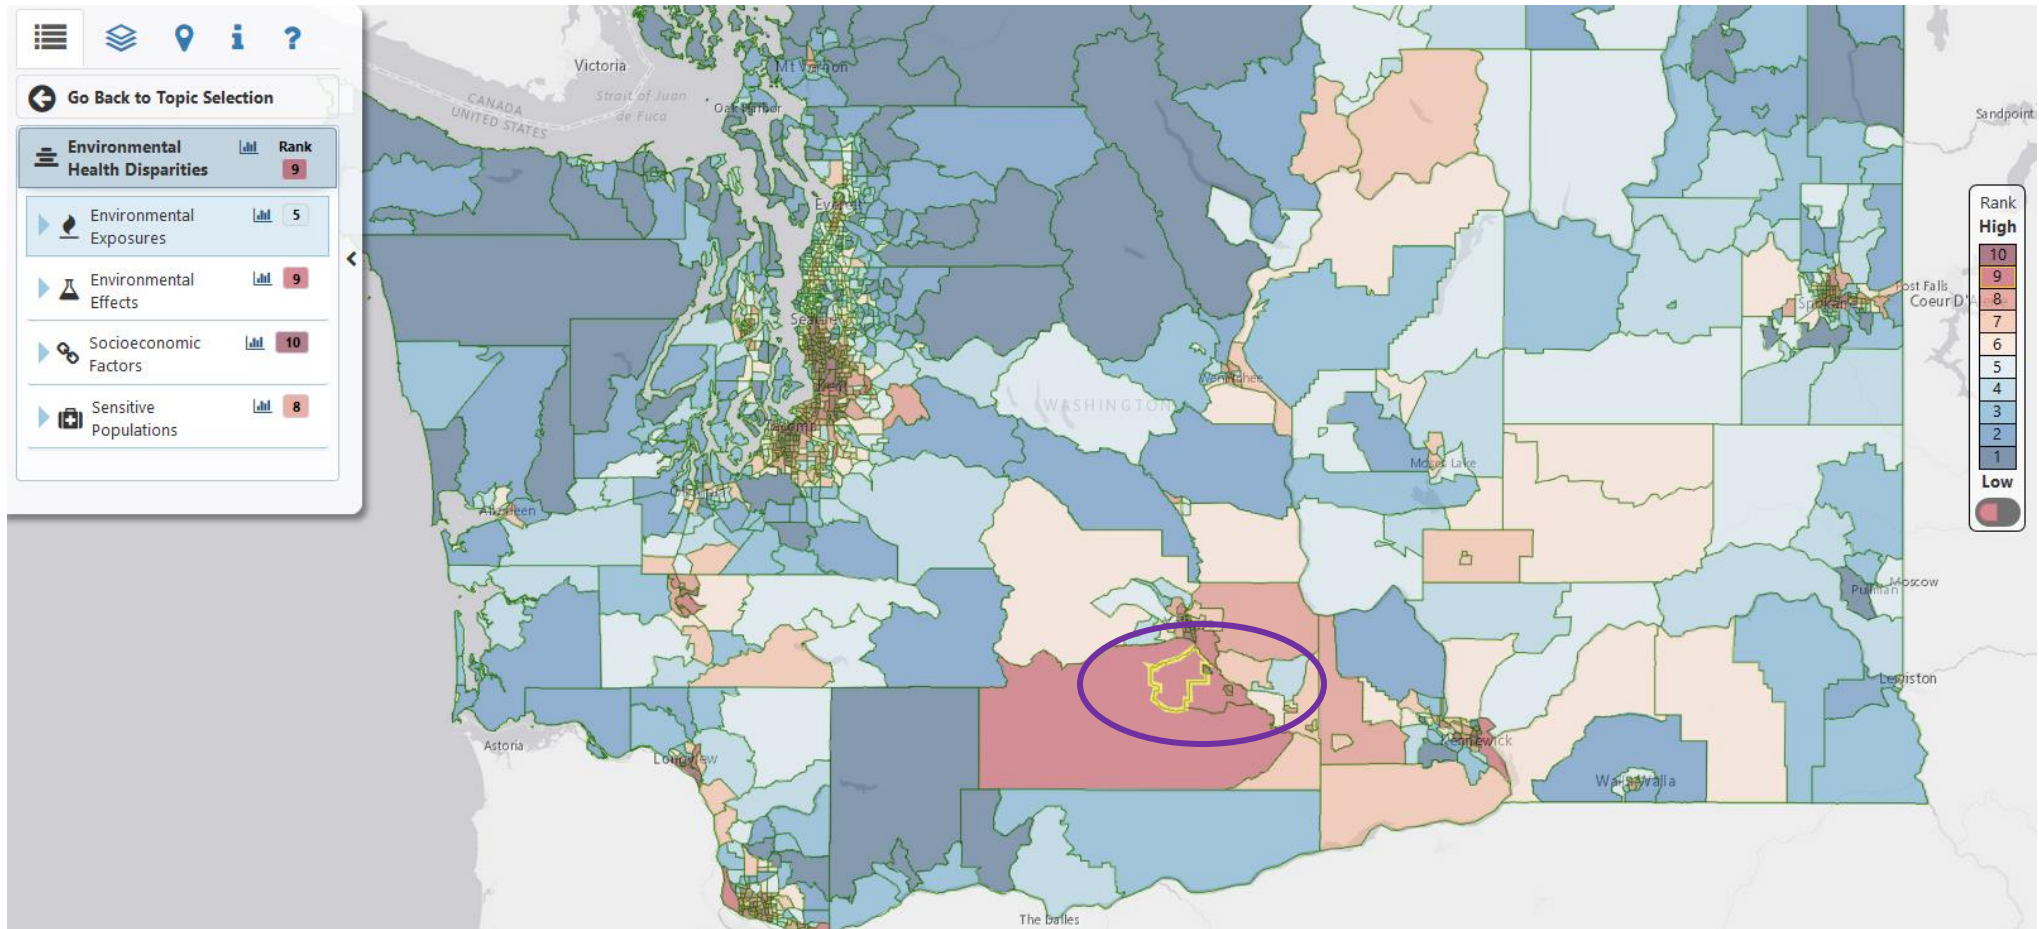 Go Back to Topic Selection
Environmental
Health Disparities
Rank
9
Environmental
Exposures
5
Environmental
Effects
9
Socioeconomic
Factors
10
Sensitive
Populations
8
Victoria
CANADA
UNITED STATES
Strait of Juan
de Fuca
Mt Vernon
Oak Harbor
Everett
Seattle
Kent
Tacoma
Olympia
Aberdeen
WASHINGTON
Wenatchee
Moses Lake
Spokane
Post Falls
Coeur D'A
Sandpoint
Moscow
Pullman
Lewiston
Kennewick
Walla Walla
Astoria
Longview
The Dalles
Rank
High
10
9
8
7
6
5
4
3
2
1
Low